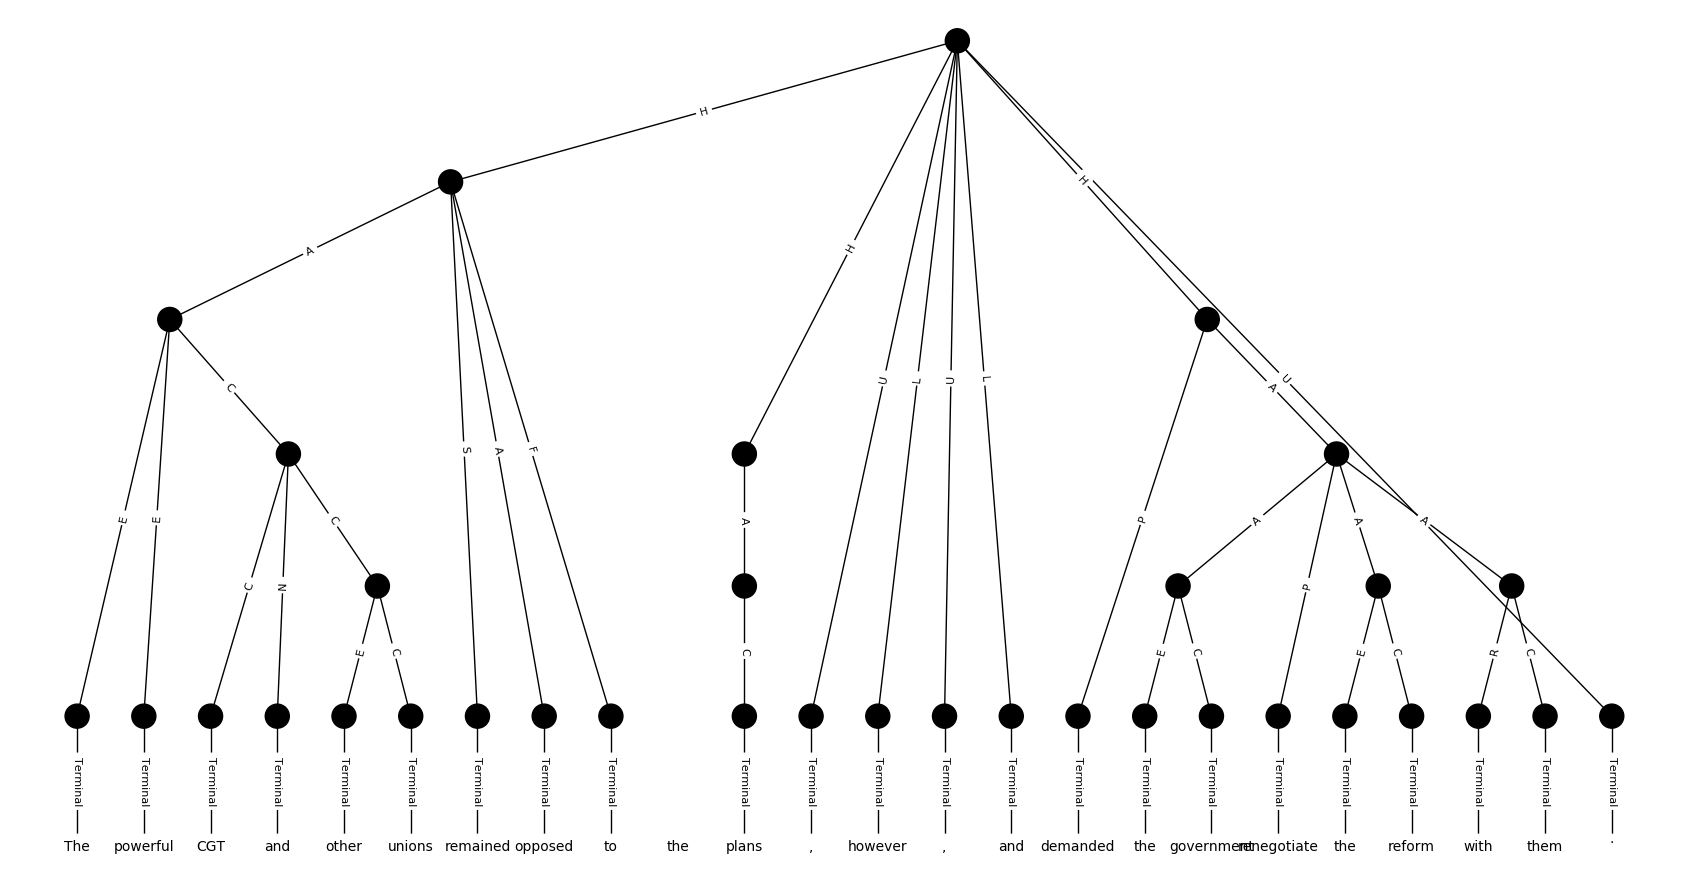 H
H
A
H
U
L
U
L
U
A
C
S
A
F
E
E
A
P
A
P
A
A
C
C
N
C
E
C
E
C
E
C
R
C
Terminal Terminal Terminal Terminal Terminal Terminal Terminal Terminal Terminal Terminal Terminal Terminal Terminal Terminal Terminal Terminal Terminal Terminal Terminal Terminal Terminal Terminal Terminal
The powerful CGT and other unions remained opposed to the plans , however , and demanded the government renegotiate the reform with them .